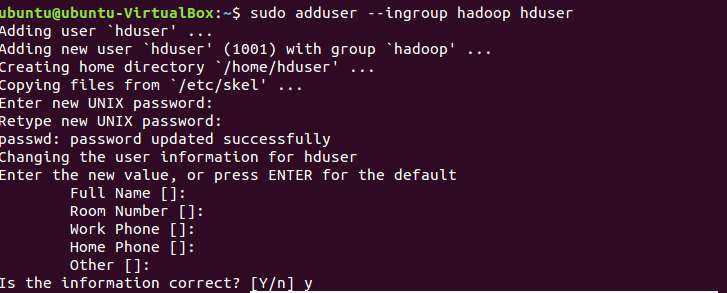 ubuntu@ubuntu-VirtualBox:~$ sudo adduser --ingroup hadoop hduser
Adding user `hduser' ...
Adding new user `hduser' (1001) with group `hadoop' ...
Creating home directory `/home/hduser' ...
Copying files from `/etc/skel' ...
Enter new UNIX password:
Retype new UNIX password:
passwd: password updated successfully
Changing the user information for hduser
Enter the new value, or press ENTER for the default
Full Name []:
Room Number []:
Work Phone []:
Home Phone []:
Other []:
Is the information correct? [Y/n] y